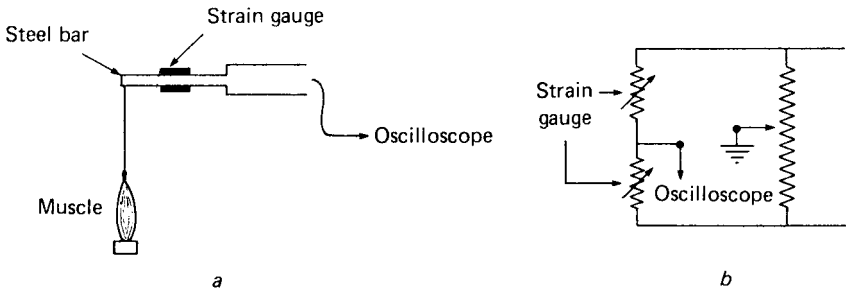 Strain gauge
Steel bar
Oscilloscope
Muscle
a
Strain
gauge
Oscilloscope
b